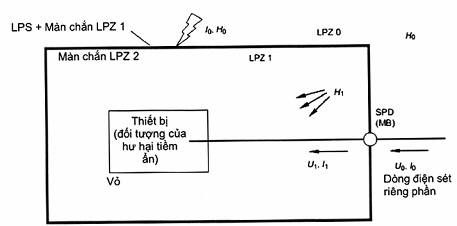 LPS + Màn chắn LPZ 1
I₀, H₀
LPZ 0
H₀
Màn chắn LPZ 2
LPZ 1
H₁
SPD
(MB)
Thiết bị
(đối tượng của
hư hại tiềm
ẩn)
Vỏ
U₁, I₁
U₀, I₀
Dòng điện sét
riêng phần